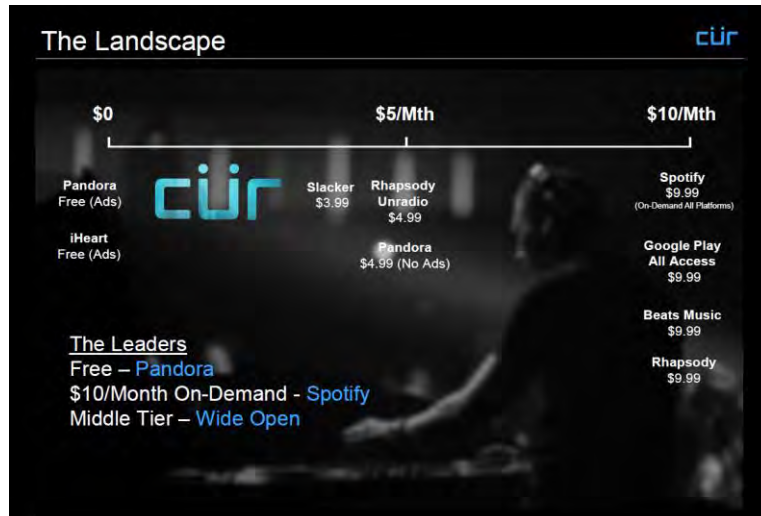 The Landscape
cür
$0
$5/Mth
$10/Mth
Pandora
Free (Ads)
iHeart
Free (Ads)
cür
Slacker
$3.99
Rhapsody
Unradio
$4.99
Pandora
$4.99 (No Ads)
Spotify
$9.99
(On-Demand All Platforms)
Google Play
All Access
$9.99
Beats Music
$9.99
Rhapsody
$9.99
The Leaders
Free – Pandora
$10/Month On-Demand - Spotify
Middle Tier – Wide Open